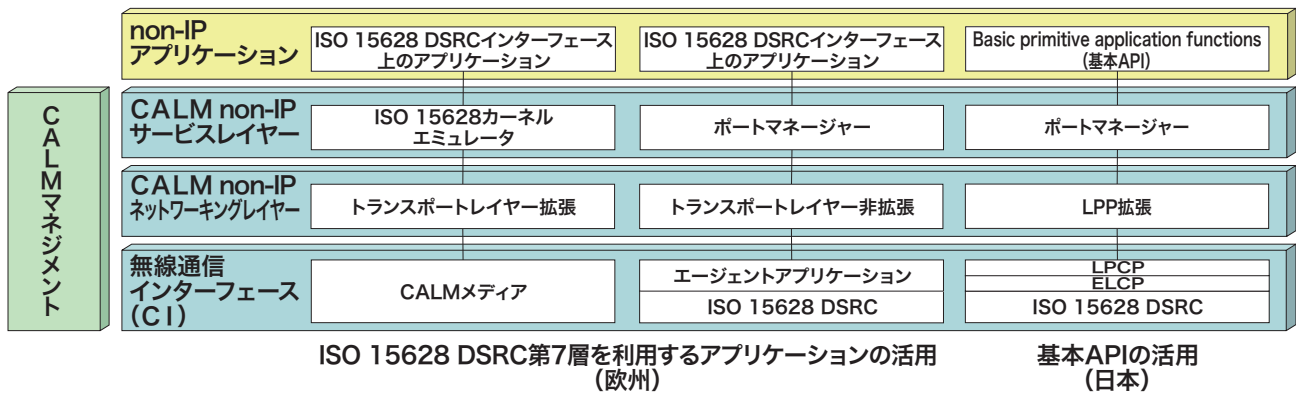 non-IP
アプリケーション
ISO 15628 DSRCインターフェース
上のアプリケーション
ISO 15628 DSRCインターフェース
上のアプリケーション
Basic primitive application functions
(基本API)
CALMマネジメント
CALM non-IP
サービスレイヤー
ISO 15628カーネル
エミュレータ
ポートマネージャー
ポートマネージャー
CALM non-IP
ネットワーキングレイヤー
トランスポートレイヤー拡張
トランスポートレイヤー非拡張
LPP拡張
無線通信
インターフェース
(CI)
CALMメディア
エージェントアプリケーション
ISO 15628 DSRC
LPCP
ELCP
ISO 15628 DSRC
ISO 15628 DSRC第7層を利用するアプリケーションの活用
(欧州)
基本APIの活用
(日本)